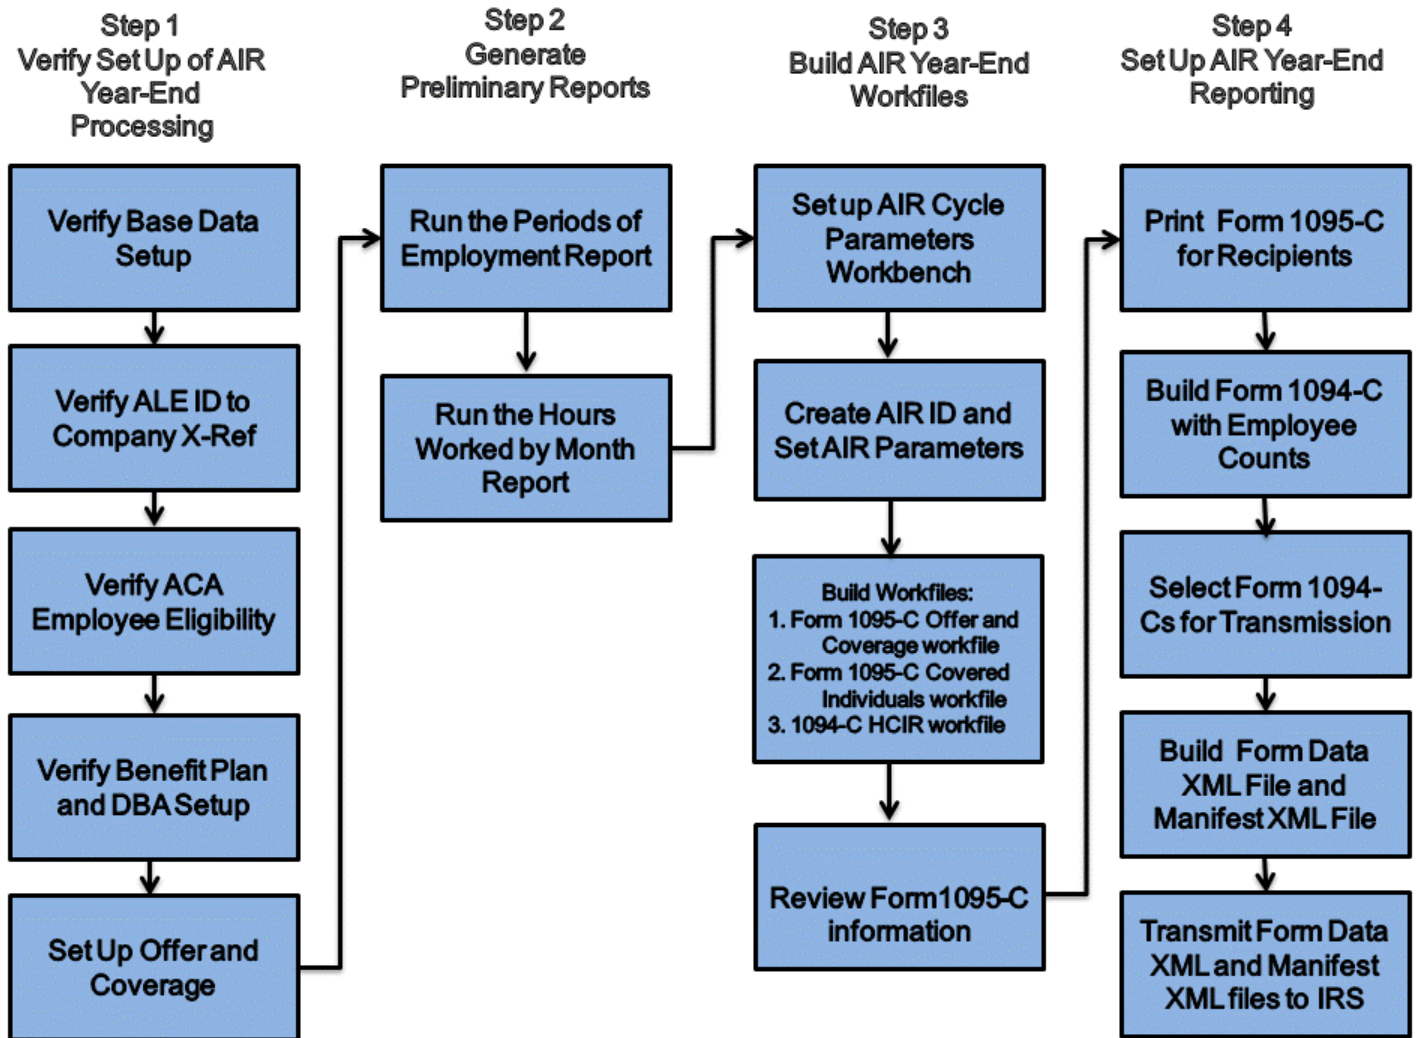 Step 1
Verify Set Up of AIR
Year-End
Processing
Verify Base Data
Setup
Verify ALE ID to
Company X-Ref
Verify ACA
Employee Eligibility
Verify Benefit Plan
and DBA Setup
Set Up Offer and
Coverage
Step 2
Generate
Preliminary Reports
Run the Periods of
Employment Report
Run the Hours
Worked by Month
Report
Step 3
Build AIR Year-End
Workfiles
Set up AIR Cycle
Parameters
Workbench
Create AIR ID and
Set AIR Parameters
Build Workfiles:
1. Form 1095-C Offer and
Coverage workfile
2. Form 1095-C Covered
Individuals workfile
3. 1094-C HCIR workfile
Review Form1095-C
information
Step 4
Set Up AIR Year-End
Reporting
Print Form 1095-C
for Recipients
Build Form 1094-C
with Employee
Counts
Select Form 1094-
Cs for Transmission
Build Form Data
XML File and
Manifest XML File
Transmit Form Data
XML and Manifest
XML files to IRS